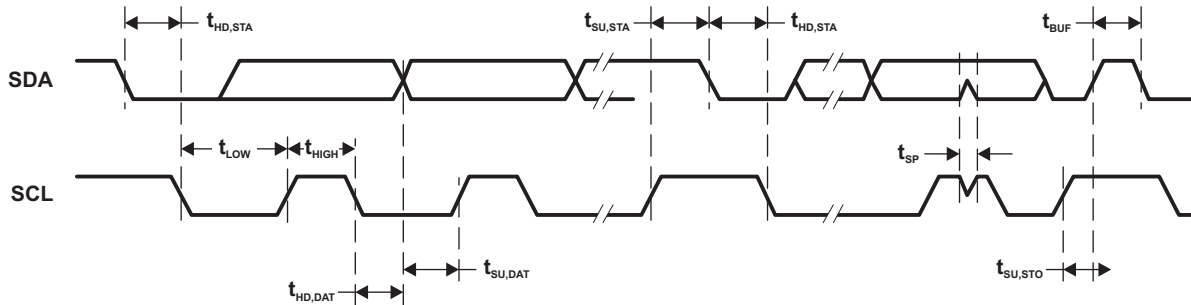 tHD,STA
tSU,STA
tHD,STA
tBUF
SDA
tLOW
tHIGH
tSP
SCL
tSU,DAT
tSU,STO
tHD,DAT